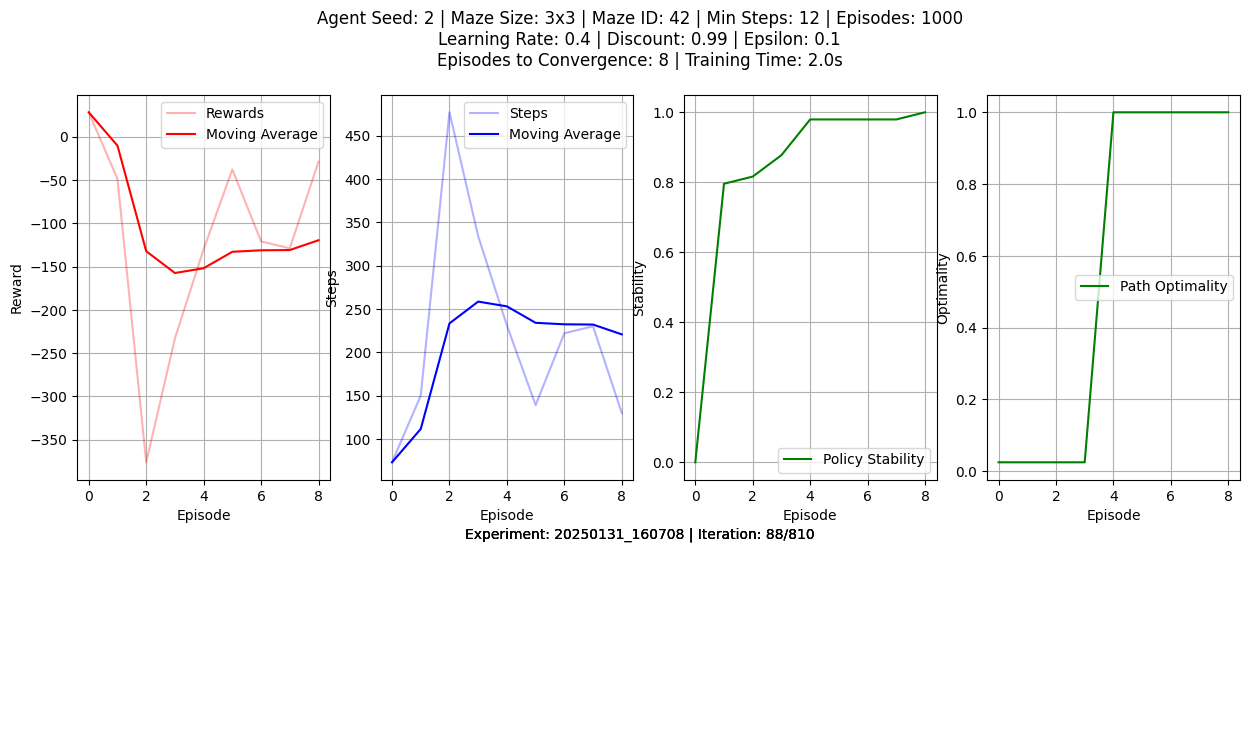 Agent Seed: 2 | Maze Size: 3x3 | Maze ID: 42 | Min Steps: 12 | Episodes: 1000
Learning Rate: 0.4 | Discount: 0.99 | Epsilon: 0.1
Episodes to Convergence: 8 | Training Time: 2.0s
Rewards
Moving Average
0
−50
−100
−150
−200
−250
−300
−350
Reward
0 2 4 6 8
Episode
Steps
Moving Average
450
400
350
300
250
200
150
100
Steps
0 2 4 6 8
Episode
1.0
0.8
0.6
0.4
0.2
0.0
Stability
Policy Stability
0 2 4 6 8
Episode
1.0
0.8
0.6
0.4
0.2
0.0
Optimality
Path Optimality
0 2 4 6 8
Episode
Experiment: 20250131_160708 | Iteration: 88/810